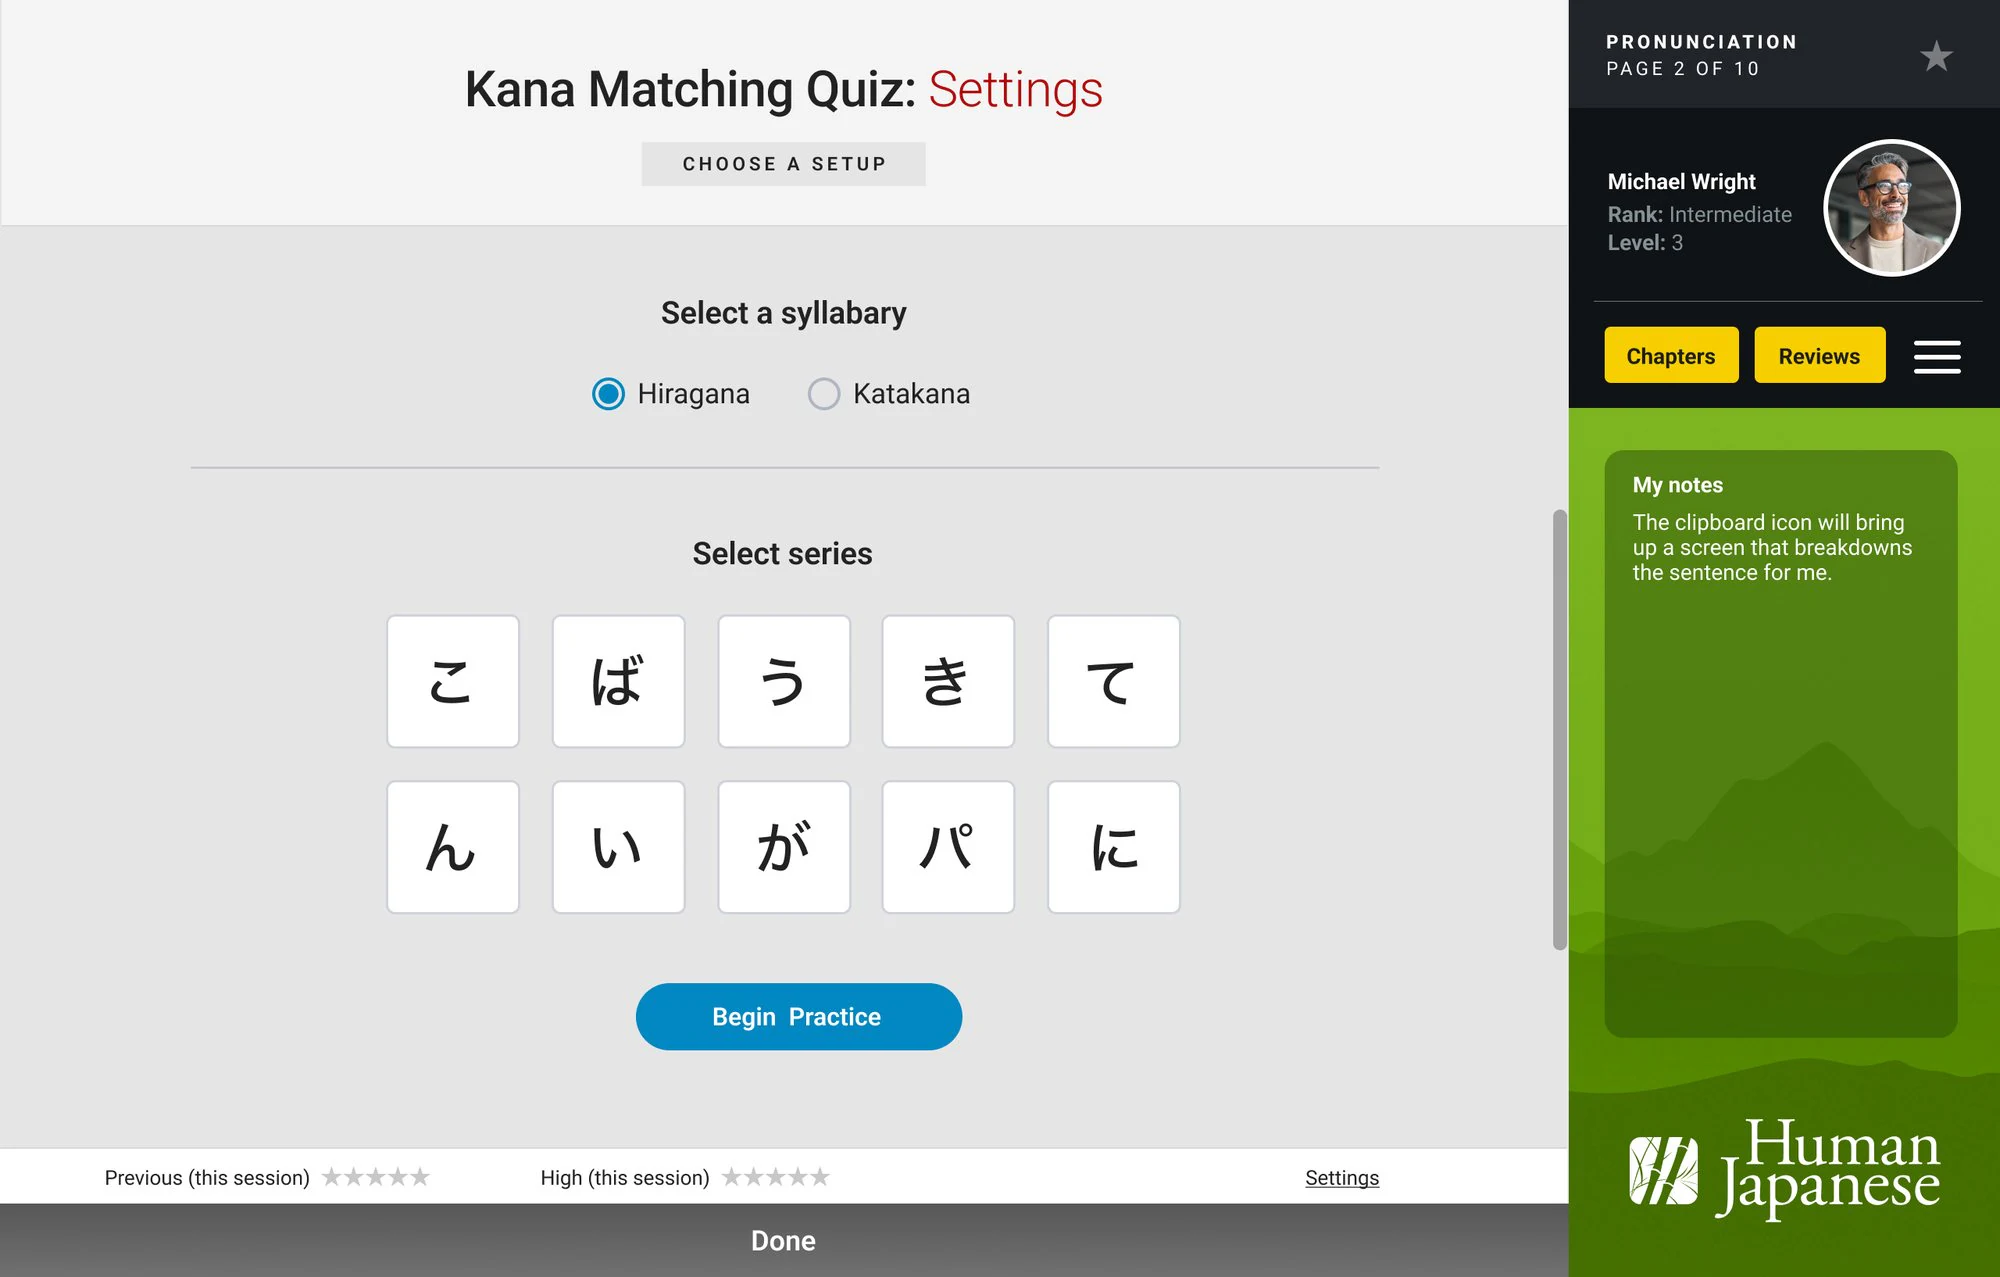 Kana Matching Quiz: Settings
CHOOSE A SETUP
Select a syllabary
Hiragana
Katakana
Select series
こ ば う き て
ん い が パ に
Begin Practice
Previous (this session)
High (this session)
Settings
Done
PRONUNCIATION
PAGE 2 OF 10
Michael Wright
Rank: Intermediate
Level: 3
Chapters
Reviews
My notes
The clipboard icon will bring
up a screen that breakdowns
the sentence for me.
Human
Japanese